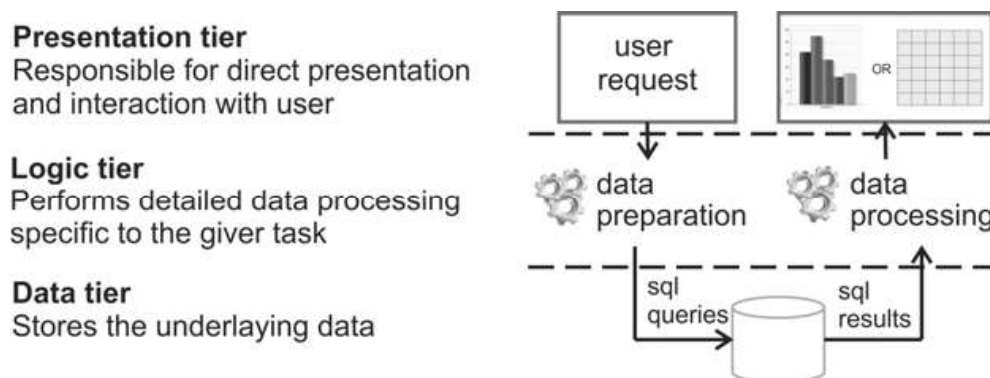 Presentation tier
Responsible for direct presentation
and interaction with user
user
request
OR
Logic tier
Performs detailed data processing
specific to the giver task
data
preparation
data
processing
Data tier
Stores the underlaying data
sql
queries
sql
results